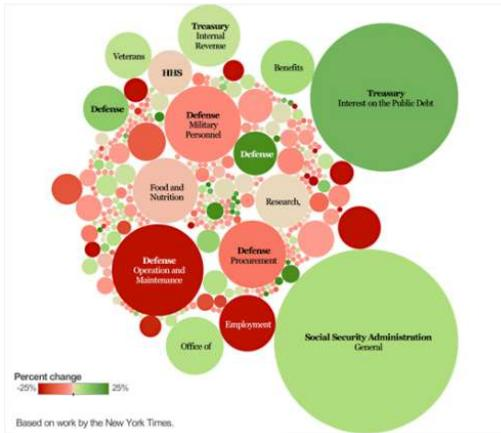 Treasury
Internal
Revenue
Veterans
HHS
Benefits
Treasury
Interest on the Public Debt
Defense
Defense
Military
Personnel
Defense
Food and
Nutrition
Research,
Defense
Operation and
Maintenance
Defense
Procurement
Employment
Office of
Social Security Administration
General
Percent change
-25%
25%
Based on work by the New York Times.